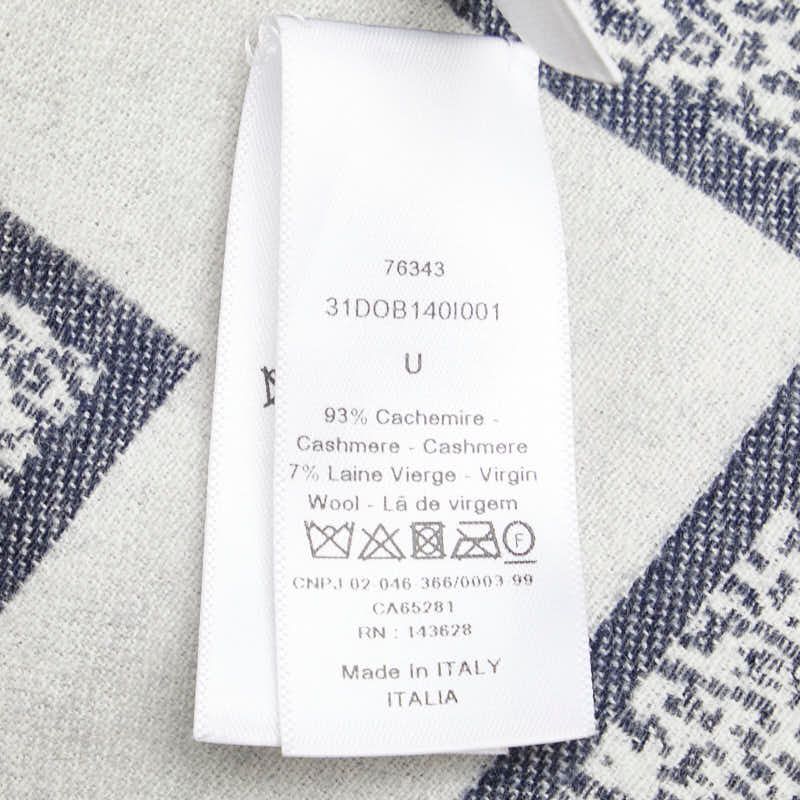 76343
31DOB140I001
U
93% Cachemire -
Cashmere - Cashmere
7% Laine Vierge - Virgin
Wool - Lã de virgem
F
CNPJ 02-046-366/0003-99
CA65281
RN : 143628
Made in ITALY
ITALIA